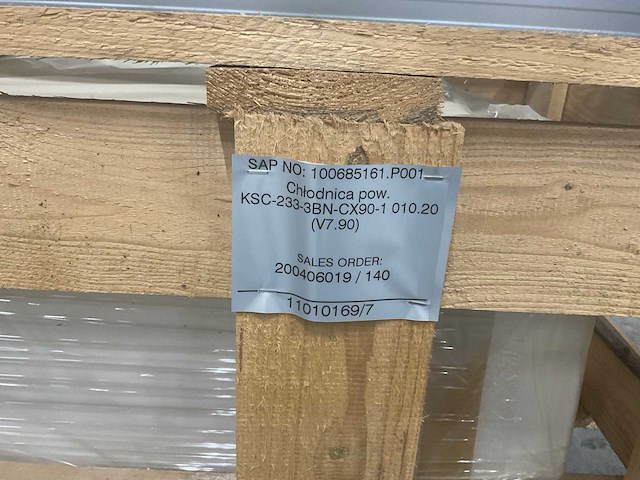 SAP NO: 100685161.P001
Chłodnica pow.
KSC-233-3BN-CX90-1 010.20
(V7.90)
SALES ORDER:
200406019 / 140
11010169/7